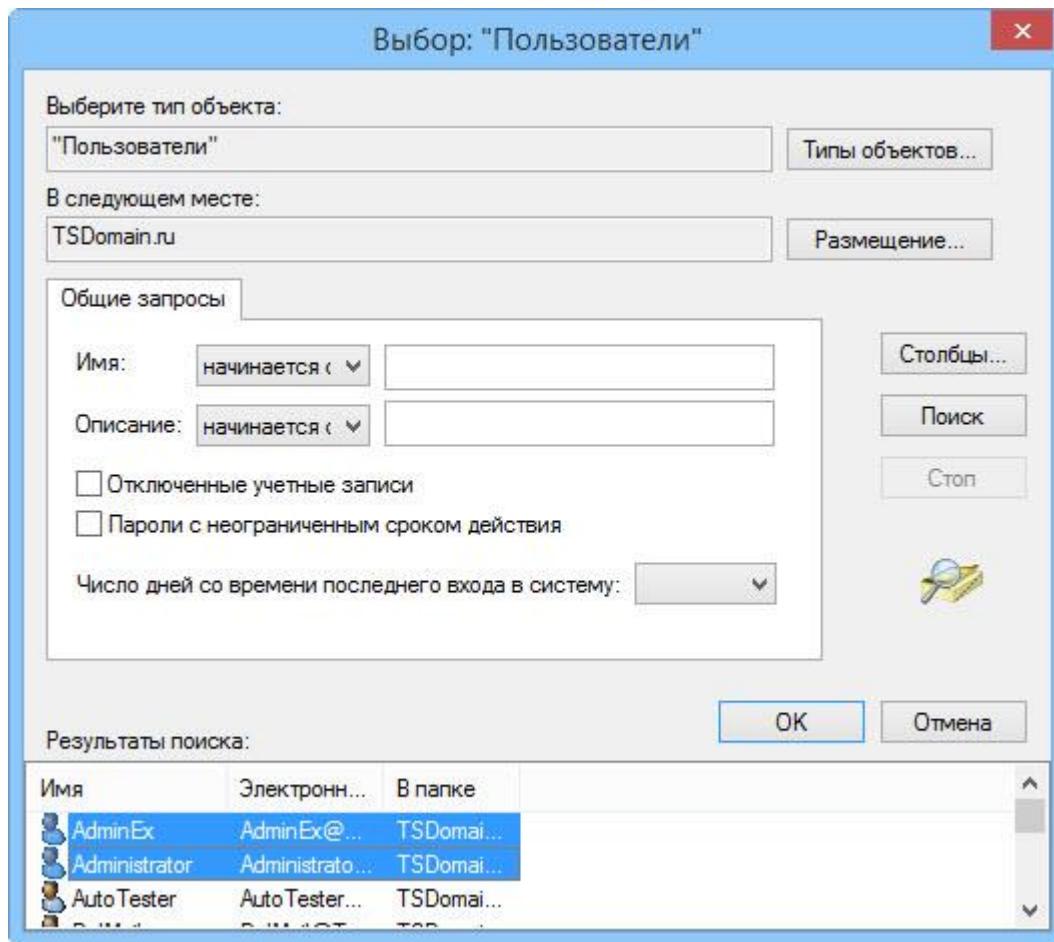 Выбор: "Пользователи"
Выберите тип объекта:
"Пользователи"
Типы объектов...
В следующем месте:
TSDomain.ru
Размещение...
Общие запросы
Имя:
начинается с
Столбцы...
Описание:
начинается с
Поиск
Отключенные учетные записи
Стоп
Пароли с неограниченным сроком действия
Число дней со времени последнего входа в систему:
OK
Отмена
Результаты поиска:
Имя Электронн... В папке
AdminEx AdminEx@... TSDomai...
Administrator Administrato... TSDomai...
AutoTester AutoTester... TSDomai...